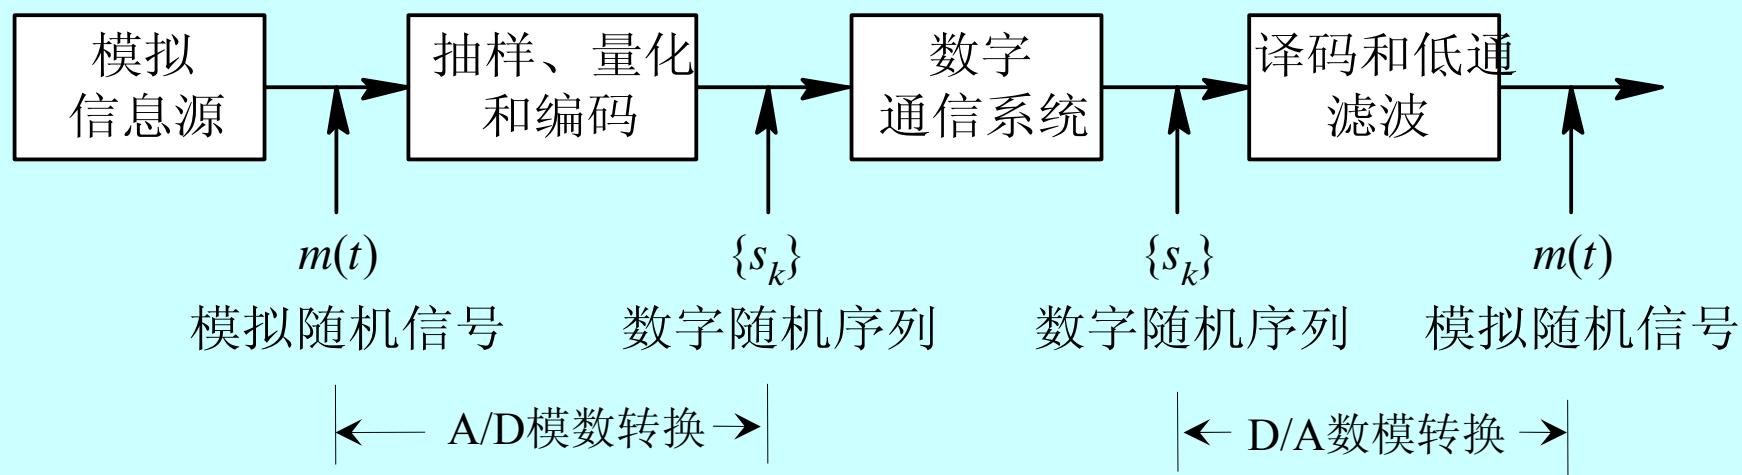 模拟
信息源
抽样、量化
和编码
数字
通信系统
译码和低通
滤波
m(t)
{s_k}
{s_k}
m(t)
模拟随机信号
数字随机序列
数字随机序列
模拟随机信号
A/D模数转换
D/A数模转换